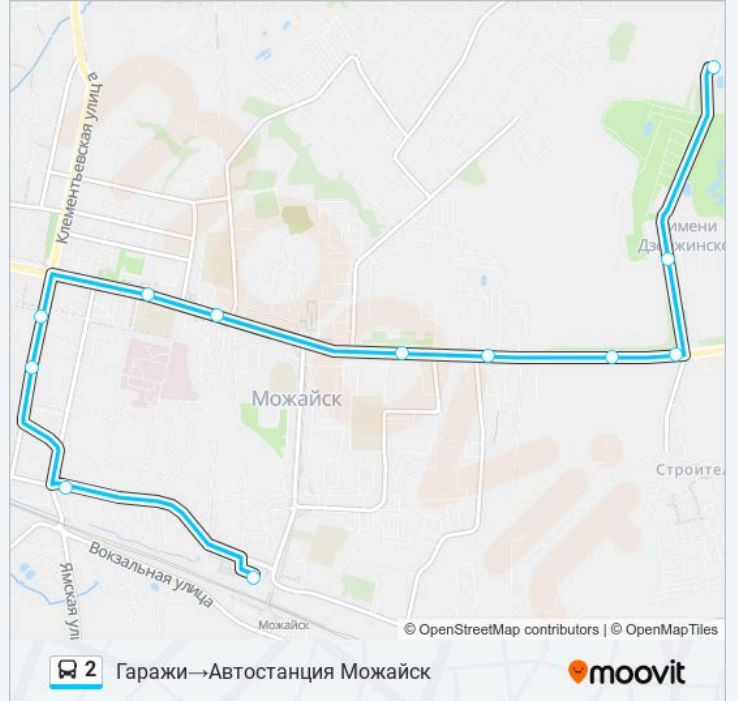 Клементьевская улица
имени
Дзержинско
Можайск
Строите
Вокзальная улица
Ямская ул
Можайск
© OpenStreetMap contributors | © OpenMapTiles
2 Гаражи→Автостанция Можайск
moovit